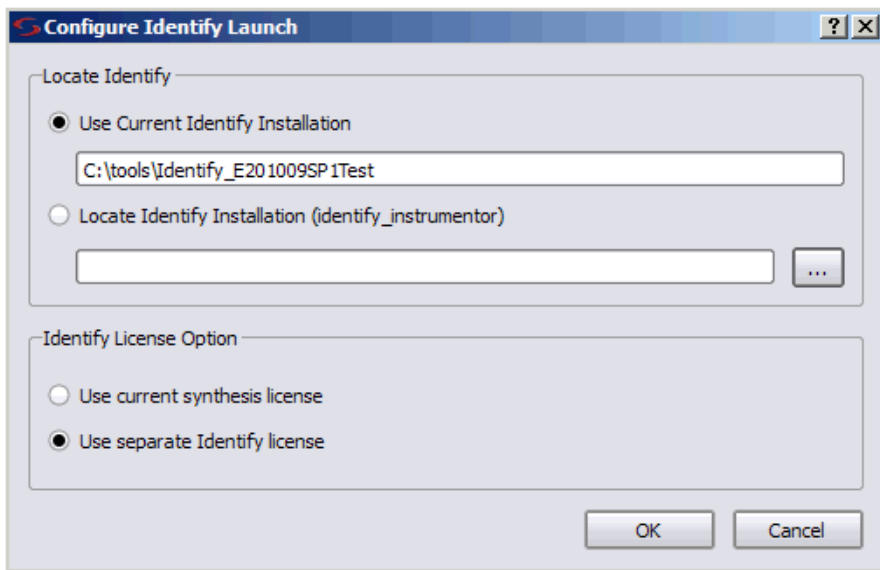 Configure Identify Launch
Locate Identify
Use Current Identify Installation
C:\tools\Identify_E201009SP1Test
Locate Identify Installation (identify_instrumentor)
...
Identify License Option
Use current synthesis license
Use separate Identify license
OK
Cancel